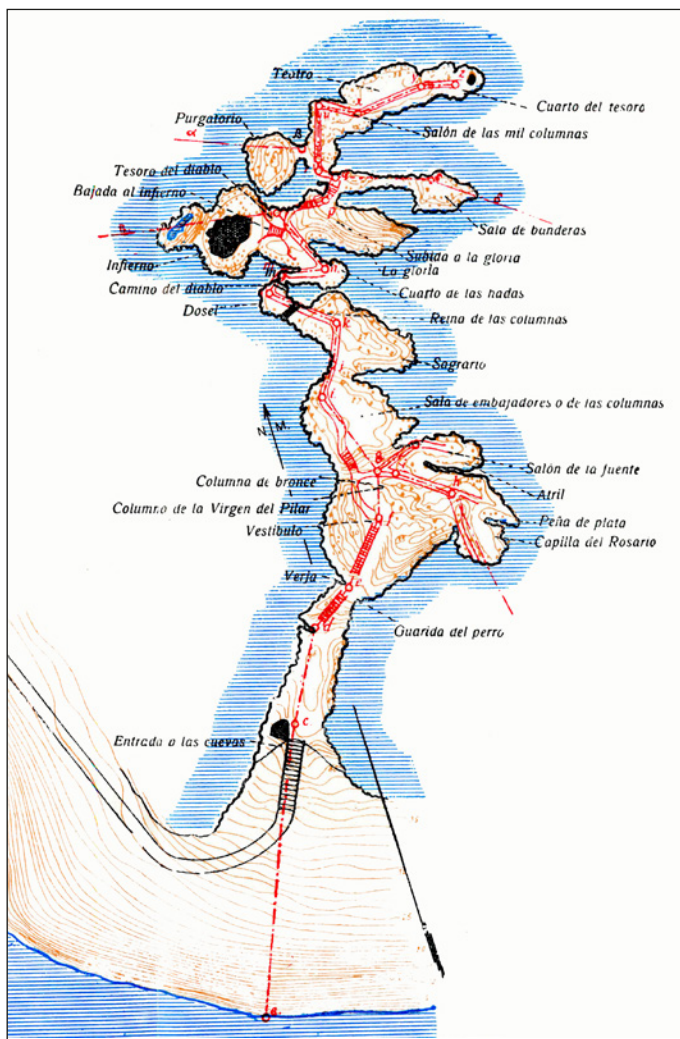 Teatro
Cuarto del tesoro
Purgatorio
Salón de las mil columnas
Tesoro del diablo
Bajada al infierno
Sala de banderas
Subida a la gloria
La gloria
Infierno
Camino del diablo
Cuarto de las hadas
Dosel
Reina de las columnas
Sagrario
Sala de embajadores o de las columnas
N. M.
Salón de la fuente
Columna de bronce
Atril
Columna de la Virgen del Pilar
Peña de plata
Vestíbulo
Capilla del Rosario
Verja
Guarida del perro
Entrada a las cuevas